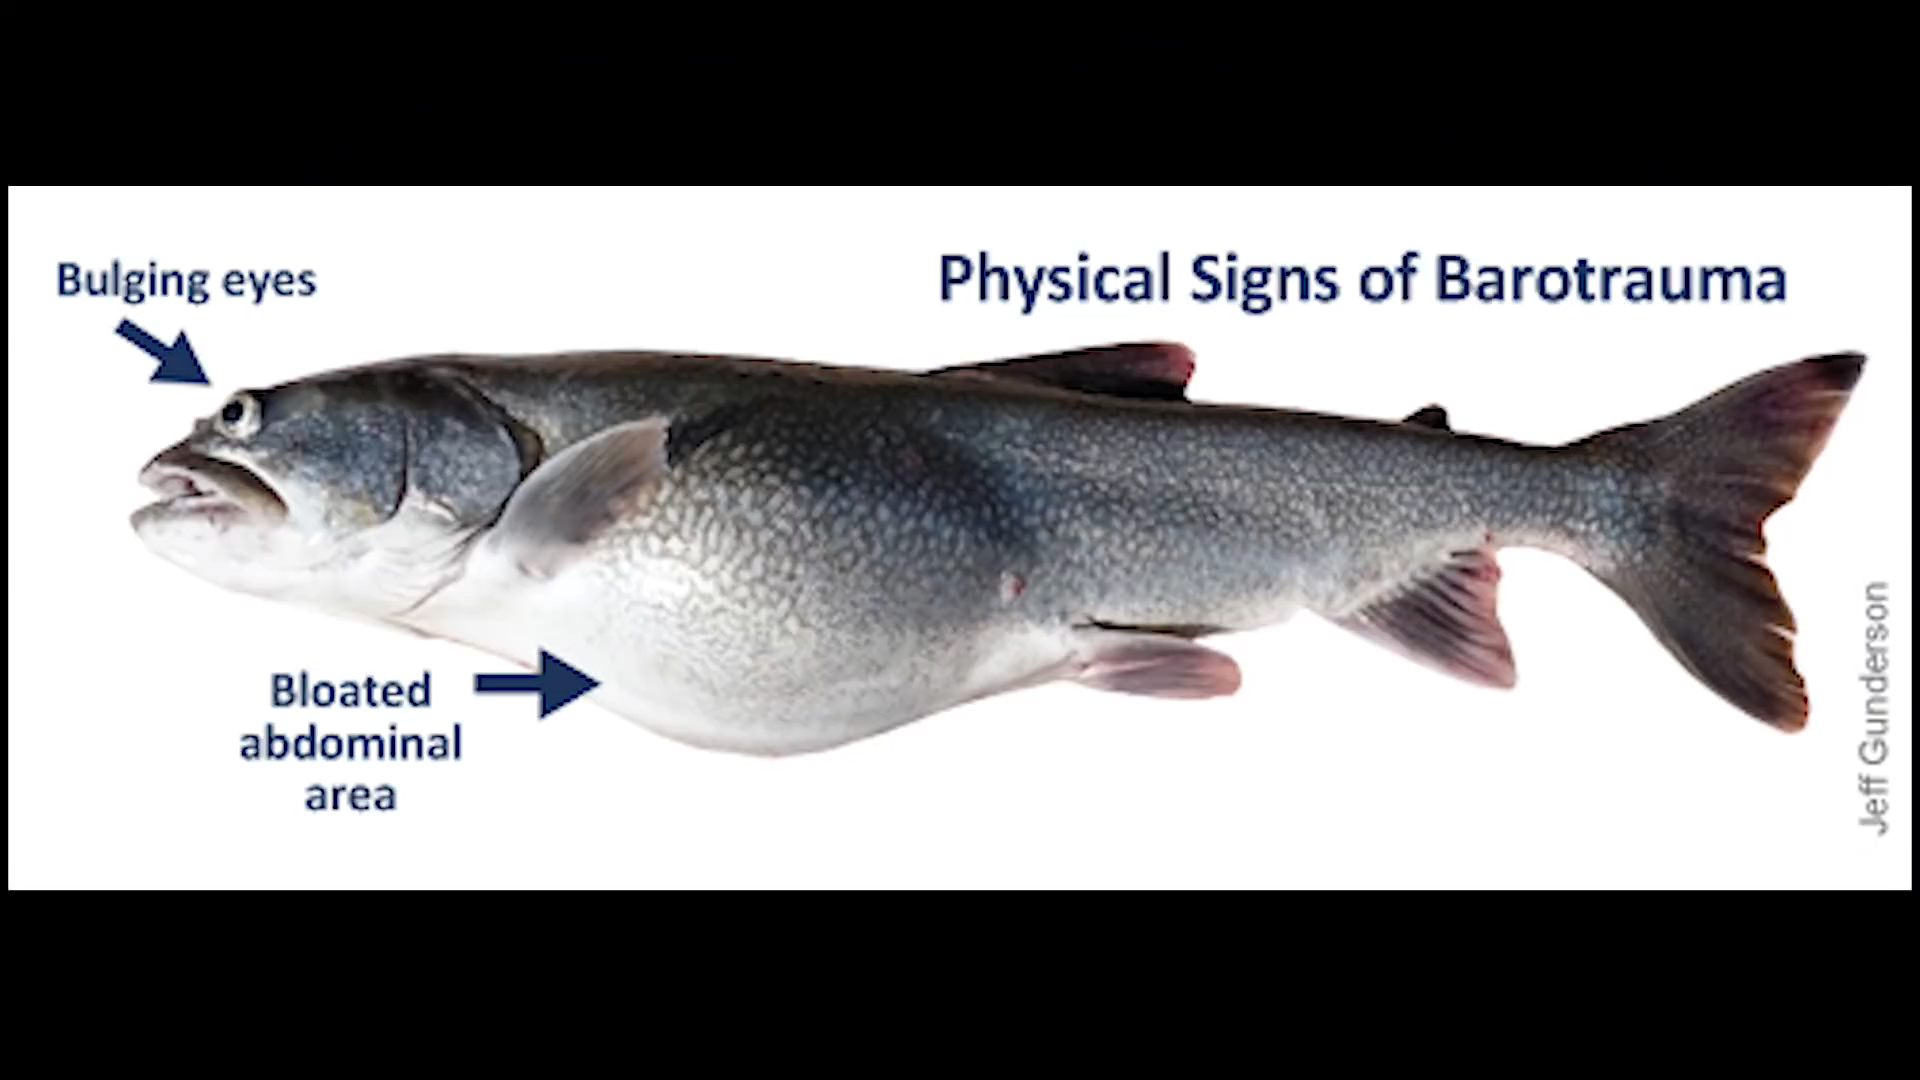 Bulging eyes
Physical Signs of Barotrauma
Bloated
abdominal
area
Jeff Gunderson